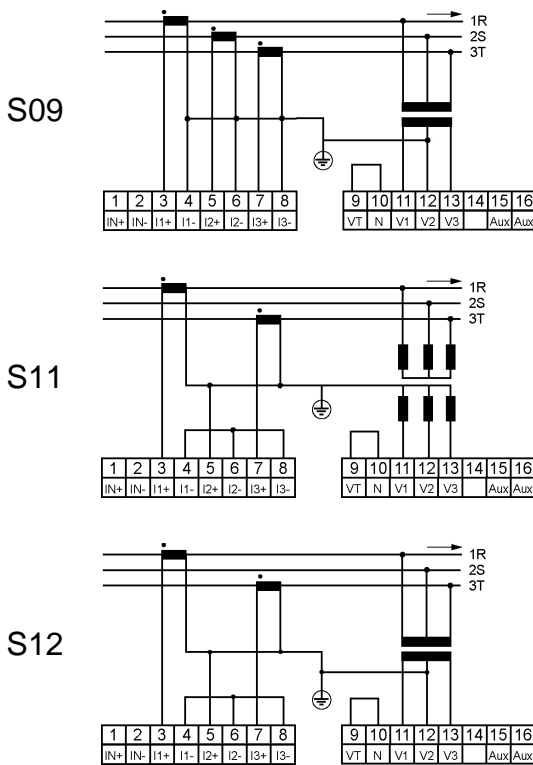 1R
2S
3T
S09
1 2 3 4 5 6 7 8 9 10 11 12 13 14 15 16
IN+ IN- I1+ I1- I2+ I2- I3+ I3- VT N V1 V2 V3 Aux Aux
1R
2S
3T
S11
1 2 3 4 5 6 7 8 9 10 11 12 13 14 15 16
IN+ IN- I1+ I1- I2+ I2- I3+ I3- VT N V1 V2 V3 Aux Aux
1R
2S
3T
S12
1 2 3 4 5 6 7 8 9 10 11 12 13 14 15 16
IN+ IN- I1+ I1- I2+ I2- I3+ I3- VT N V1 V2 V3 Aux Aux